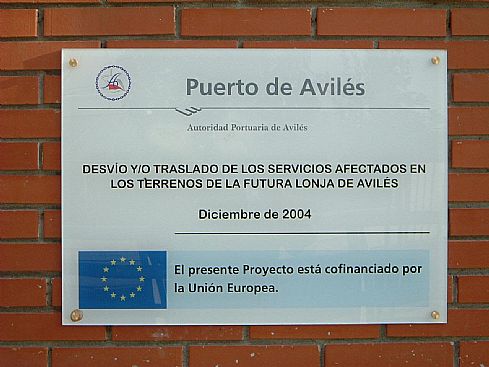 Puerto de Avilés
Autoridad Portuaria de Avilés
DESVÍO Y/O TRASLADO DE LOS SERVICIOS AFECTADOS EN
LOS TERRENOS DE LA FUTURA LONJA DE AVILÉS
Diciembre de 2004
El presente Proyecto está cofinanciado por
la Unión Europea.